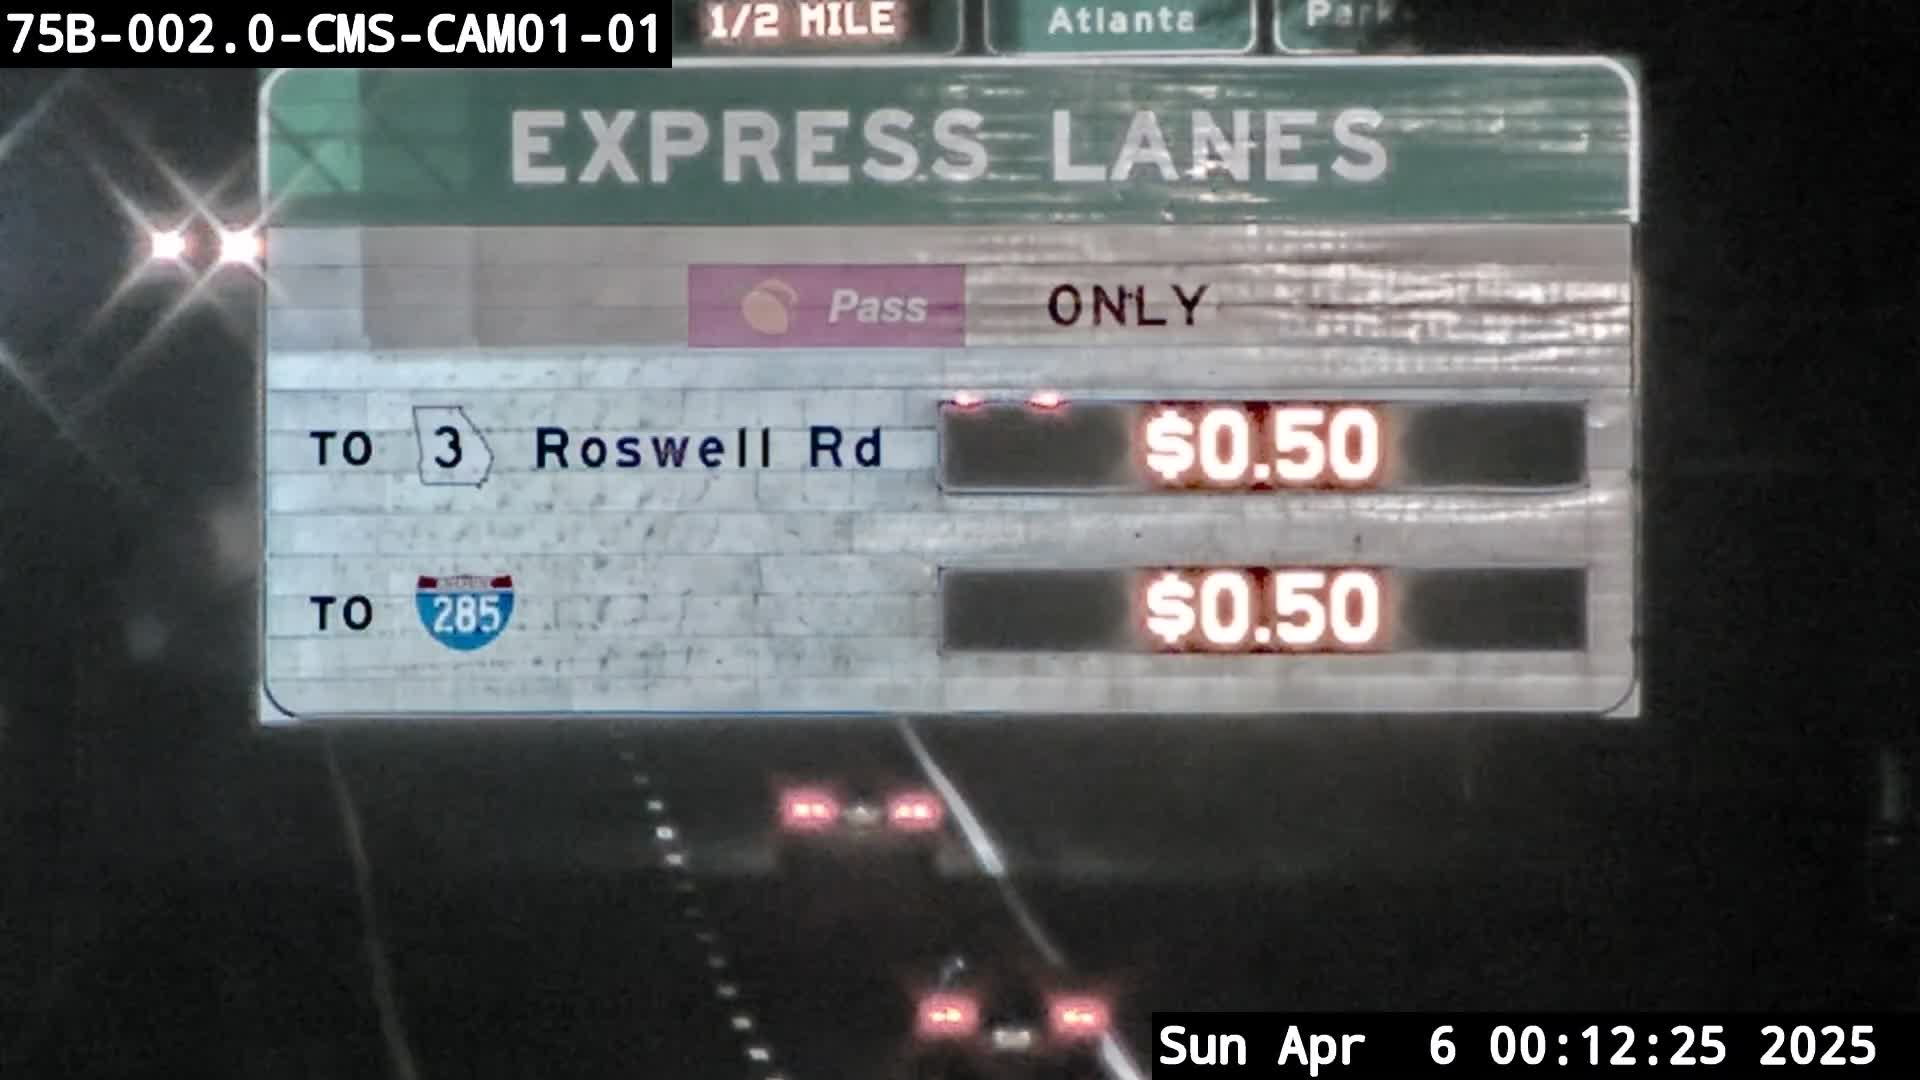 75B-002.0-CMS-CAM01-01
1/2 MILE
Atlanta
EXPRESS LANES
Pass ONLY
TO 3 Roswell Rd $0.50
TO 285 $0.50
Sun Apr 6 00:12:25 2025